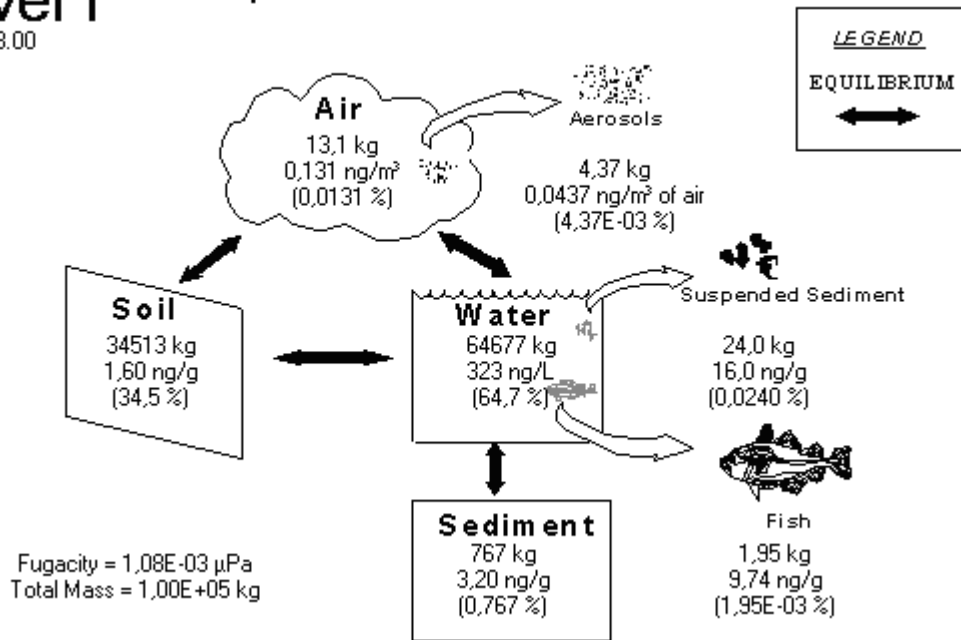 3.00
LEGEND
EQUILIBRIUM
Air
13,1 kg
0,131 ng/m³
(0,0131 %)
Aerosols
4,37 kg
0,0437 ng/m³ of air
(4,37E-03 %)
Soil
34513 kg
1,60 ng/g
(34,5 %)
Water
64677 kg
323 ng/L
(64,7 %)
Suspended Sediment
24,0 kg
16,0 ng/g
(0,0240 %)
Sediment
767 kg
3,20 ng/g
(0,767 %)
Fish
1,95 kg
9,74 ng/g
(1,95E-03 %)
Fugacity = 1,08E-03 µPa
Total Mass = 1,00E+05 kg